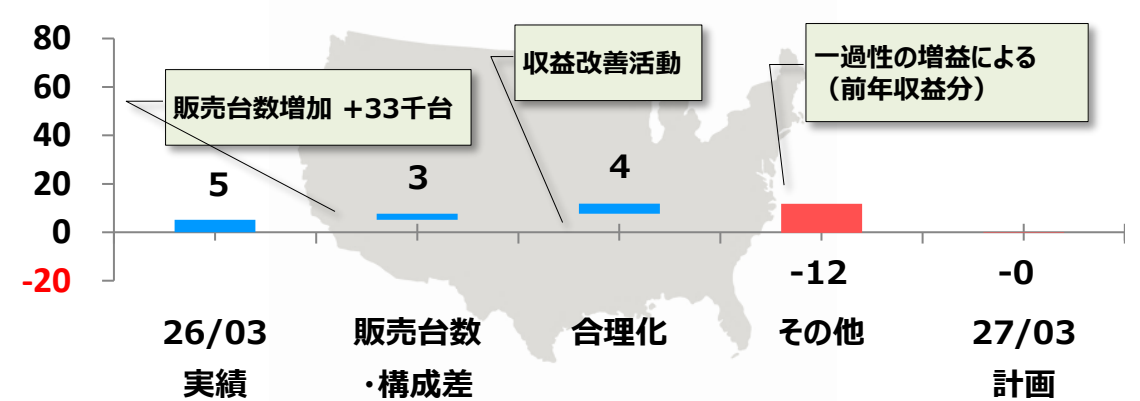 80
60
40
20
0
-20
販売台数増加 +33千台
収益改善活動
一過性の増益による
（前年収益分）
5
3
4
-12
-0
26/03
実績
販売台数
・構成差
合理化
その他
27/03
計画